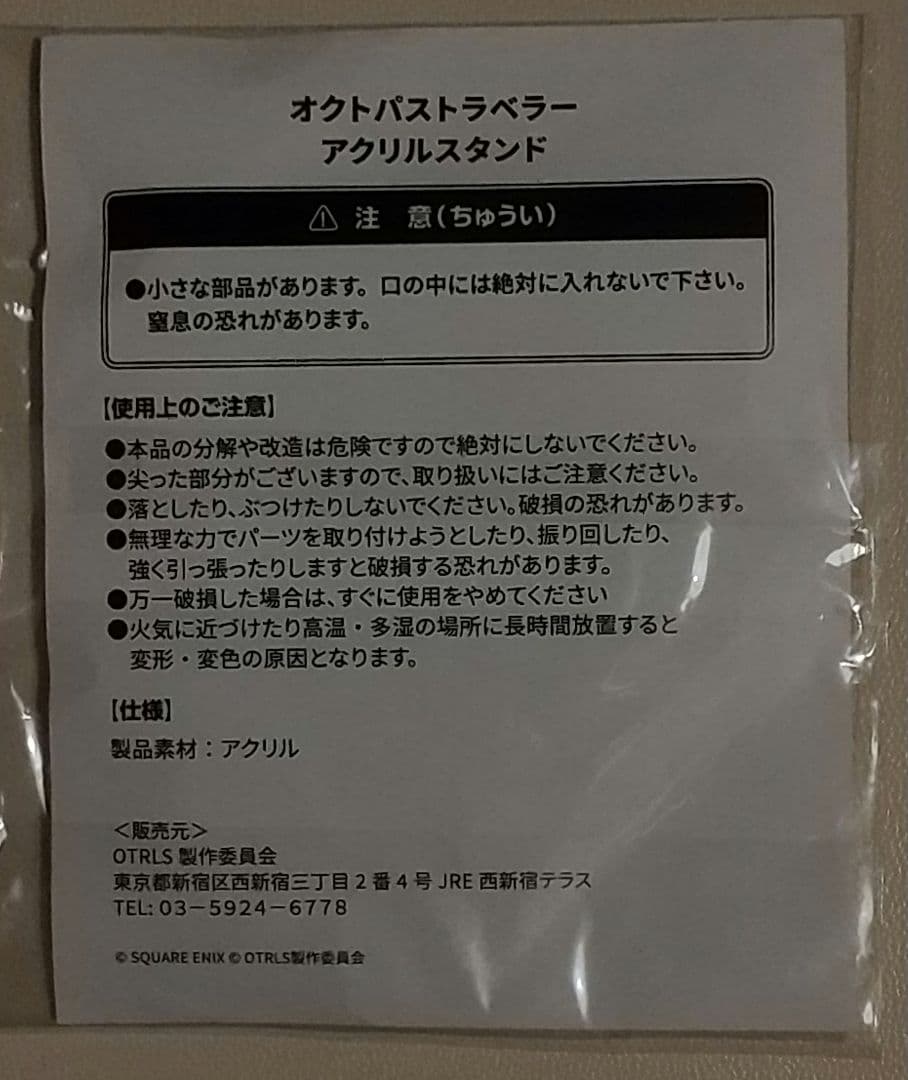 オクトパストラベラー
アクリルスタンド
⚠ 注　意(ちゅうい)
●小さな部品があります。口の中には絶対に入れないで下さい。
窒息の恐れがあります。
【使用上のご注意】
●本品の分解や改造は危険ですので絶対にしないでください。
●尖った部分がございますので、取り扱いにはご注意ください。
●落としたり、ぶつけたりしないでください。破損の恐れがあります。
●無理な力でパーツを取り付けようとしたり、振り回したり、
強く引っ張ったりしますと破損する恐れがあります。
●万一破損した場合は、すぐに使用をやめてください
●火気に近づけたり高温・多湿の場所に長時間放置すると
変形・変色の原因となります。
【仕様】
製品素材：アクリル
＜販売元＞
OTRLS 製作委員会
東京都新宿区西新宿三丁目2番4号 JRE 西新宿テラス
TEL: 03－5924－6778
© SQUARE ENIX © OTRLS製作委員会